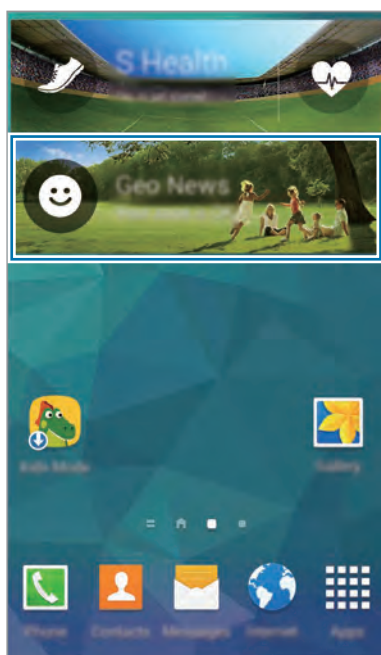 S Health
Geo News
Kids Mode
Gallery
Phone
Contacts
Messages
Internet
Apps